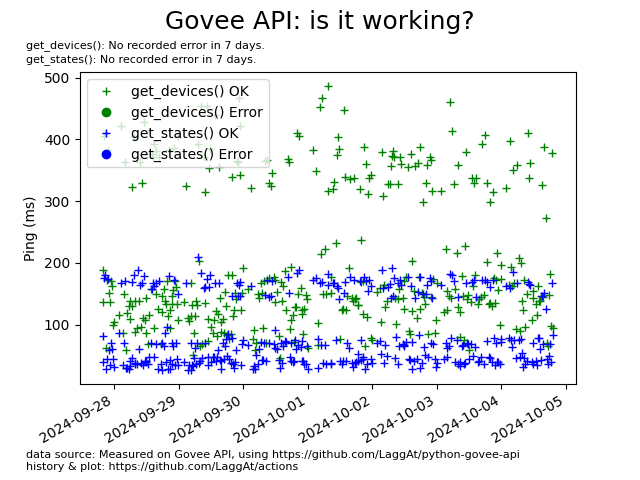 Govee API: is it working?
get_devices(): No recorded error in 7 days.
get_states(): No recorded error in 7 days.
500
400
300
200
100
Ping (ms)
get_devices() OK
get_devices() Error
get_states() OK
get_states() Error
2024-09-28
2024-09-29
2024-09-30
2024-10-01
2024-10-02
2024-10-03
2024-10-04
2024-10-05
data source: Measured on Govee API, using https://github.com/LaggAt/python-govee-api
history & plot: https://github.com/LaggAt/actions